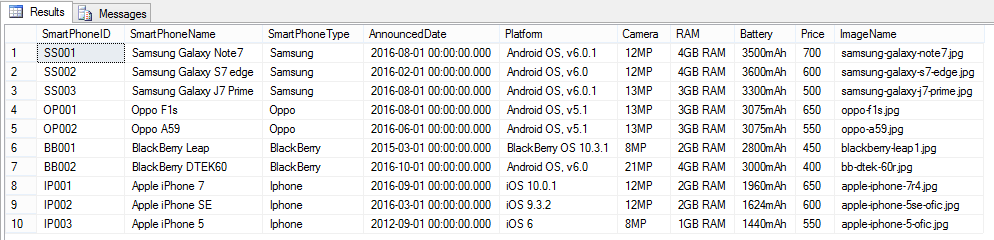 Results Messages
SmartPhoneID SmartPhoneName SmartPhoneType AnnouncedDate Platform Camera RAM Battery Price ImageName
1 SS001 Samsung Galaxy Note7 Samsung 2016-08-01 00:00:00.000 Android OS, v6.0.1 12MP 4GB RAM 3500mAh 700 samsung-galaxy-note7.jpg
2 SS002 Samsung Galaxy S7 edge Samsung 2016-02-01 00:00:00.000 Android OS, v6.0 12MP 4GB RAM 3600mAh 600 samsung-galaxy-s7-edge.jpg
3 SS003 Samsung Galaxy J7 Prime Samsung 2016-08-01 00:00:00.000 Android OS, v6.0.1 13MP 3GB RAM 3300mAh 500 samsung-galaxy-j7-prime.jpg
4 OP001 Oppo F1s Oppo 2016-08-01 00:00:00.000 Android OS, v5.1 13MP 3GB RAM 3075mAh 650 oppo-f1s.jpg
5 OP002 Oppo A59 Oppo 2016-06-01 00:00:00.000 Android OS, v5.1 13MP 3GB RAM 3075mAh 550 oppo-a59.jpg
6 BB001 BlackBerry Leap BlackBerry 2015-03-01 00:00:00.000 BlackBerry OS 10.3.1 8MP 2GB RAM 2800mAh 450 blackberry-leap1.jpg
7 BB002 BlackBerry DTEK60 BlackBerry 2016-10-01 00:00:00.000 Android OS, v6.0 21MP 4GB RAM 3000mAh 400 bb-dtek-60r.jpg
8 IP001 Apple iPhone 7 Iphone 2016-09-01 00:00:00.000 iOS 10.0.1 12MP 2GB RAM 1960mAh 650 apple-iphone-7r4.jpg
9 IP002 Apple iPhone SE Iphone 2016-03-01 00:00:00.000 iOS 9.3.2 12MP 2GB RAM 1624mAh 600 apple-iphone-5se-ofic.jpg
10 IP003 Apple iPhone 5 Iphone 2012-09-01 00:00:00.000 iOS 6 8MP 1GB RAM 1440mAh 550 apple-iphone-5-ofic.jpg